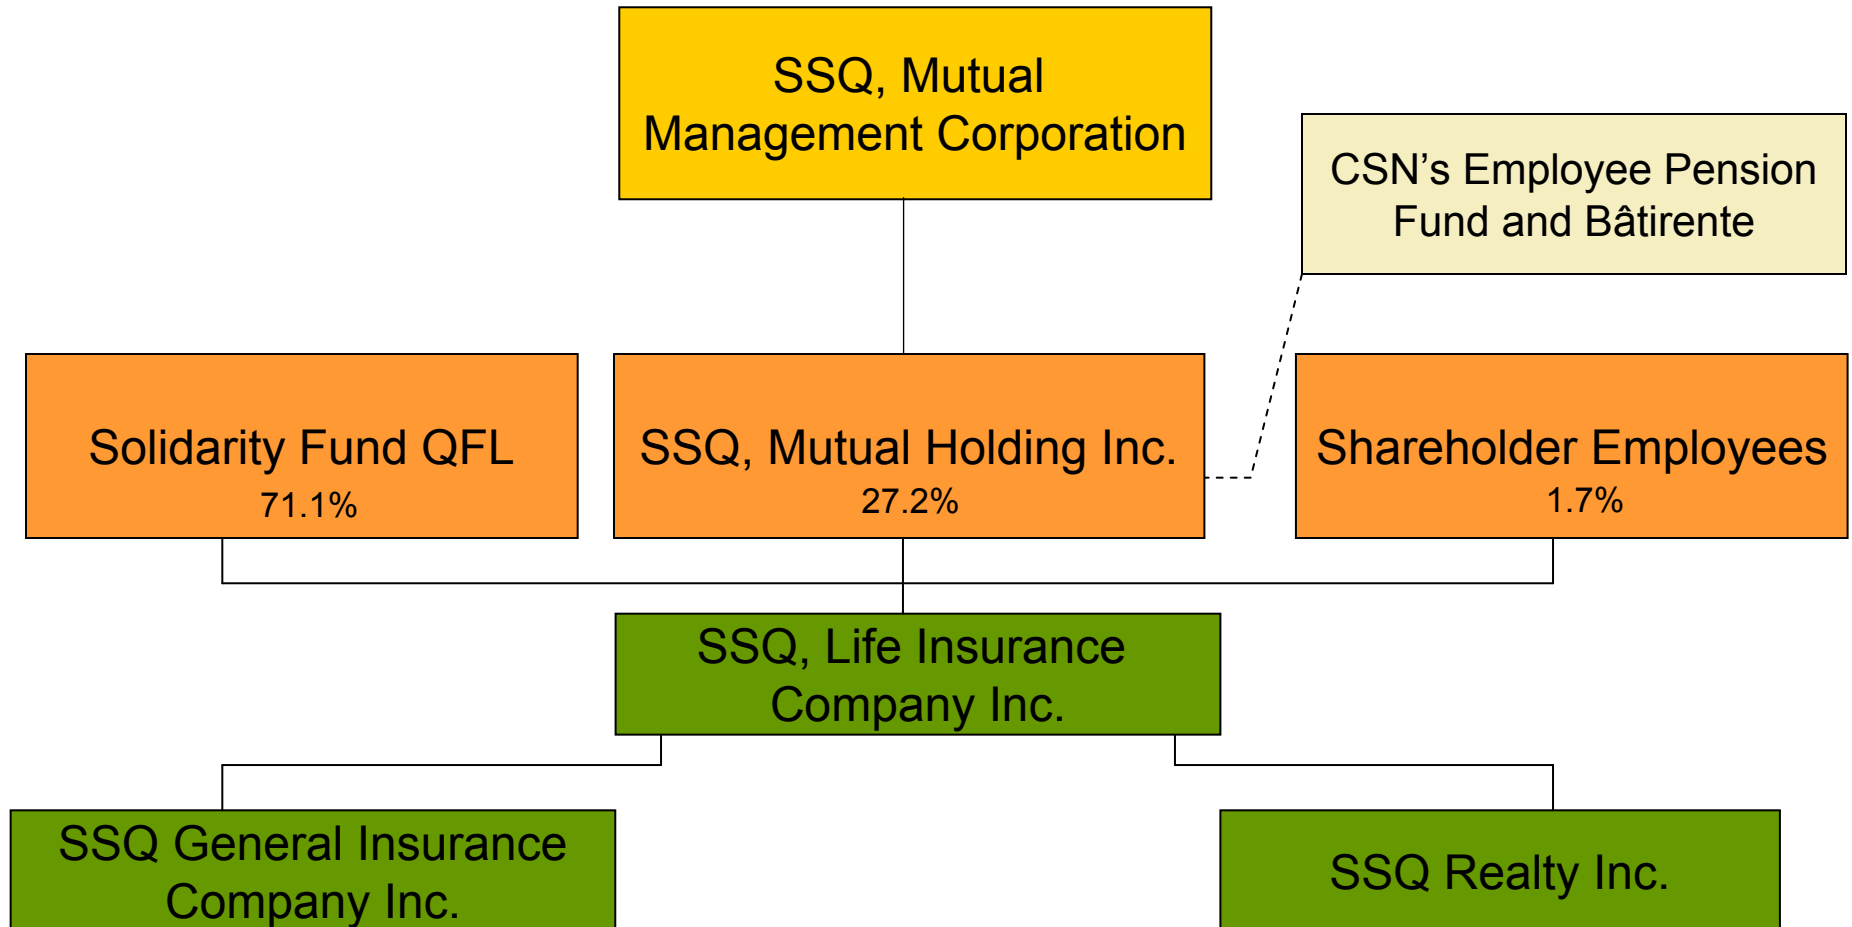 SSQ, Mutual
Management Corporation
CSN’s Employee Pension
Fund and Bâtirente
Solidarity Fund QFL
71.1%
SSQ, Mutual Holding Inc.
27.2%
Shareholder Employees
1.7%
SSQ, Life Insurance
Company Inc.
SSQ General Insurance
Company Inc.
SSQ Realty Inc.